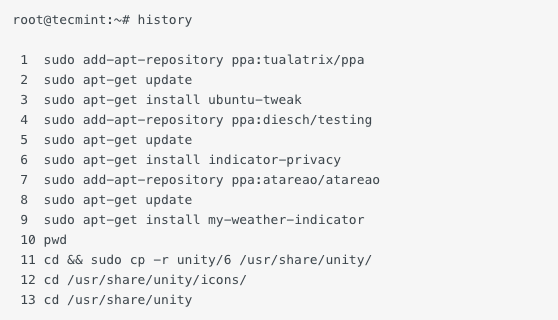 root@tecmint:~# history
1 sudo add-apt-repository ppa:tualatrix/ppa
2 sudo apt-get update
3 sudo apt-get install ubuntu-tweak
4 sudo add-apt-repository ppa:diesch/testing
5 sudo apt-get update
6 sudo apt-get install indicator-privacy
7 sudo add-apt-repository ppa:atareao/atareao
8 sudo apt-get update
9 sudo apt-get install my-weather-indicator
10 pwd
11 cd && sudo cp -r unity/6 /usr/share/unity/
12 cd /usr/share/unity/icons/
13 cd /usr/share/unity